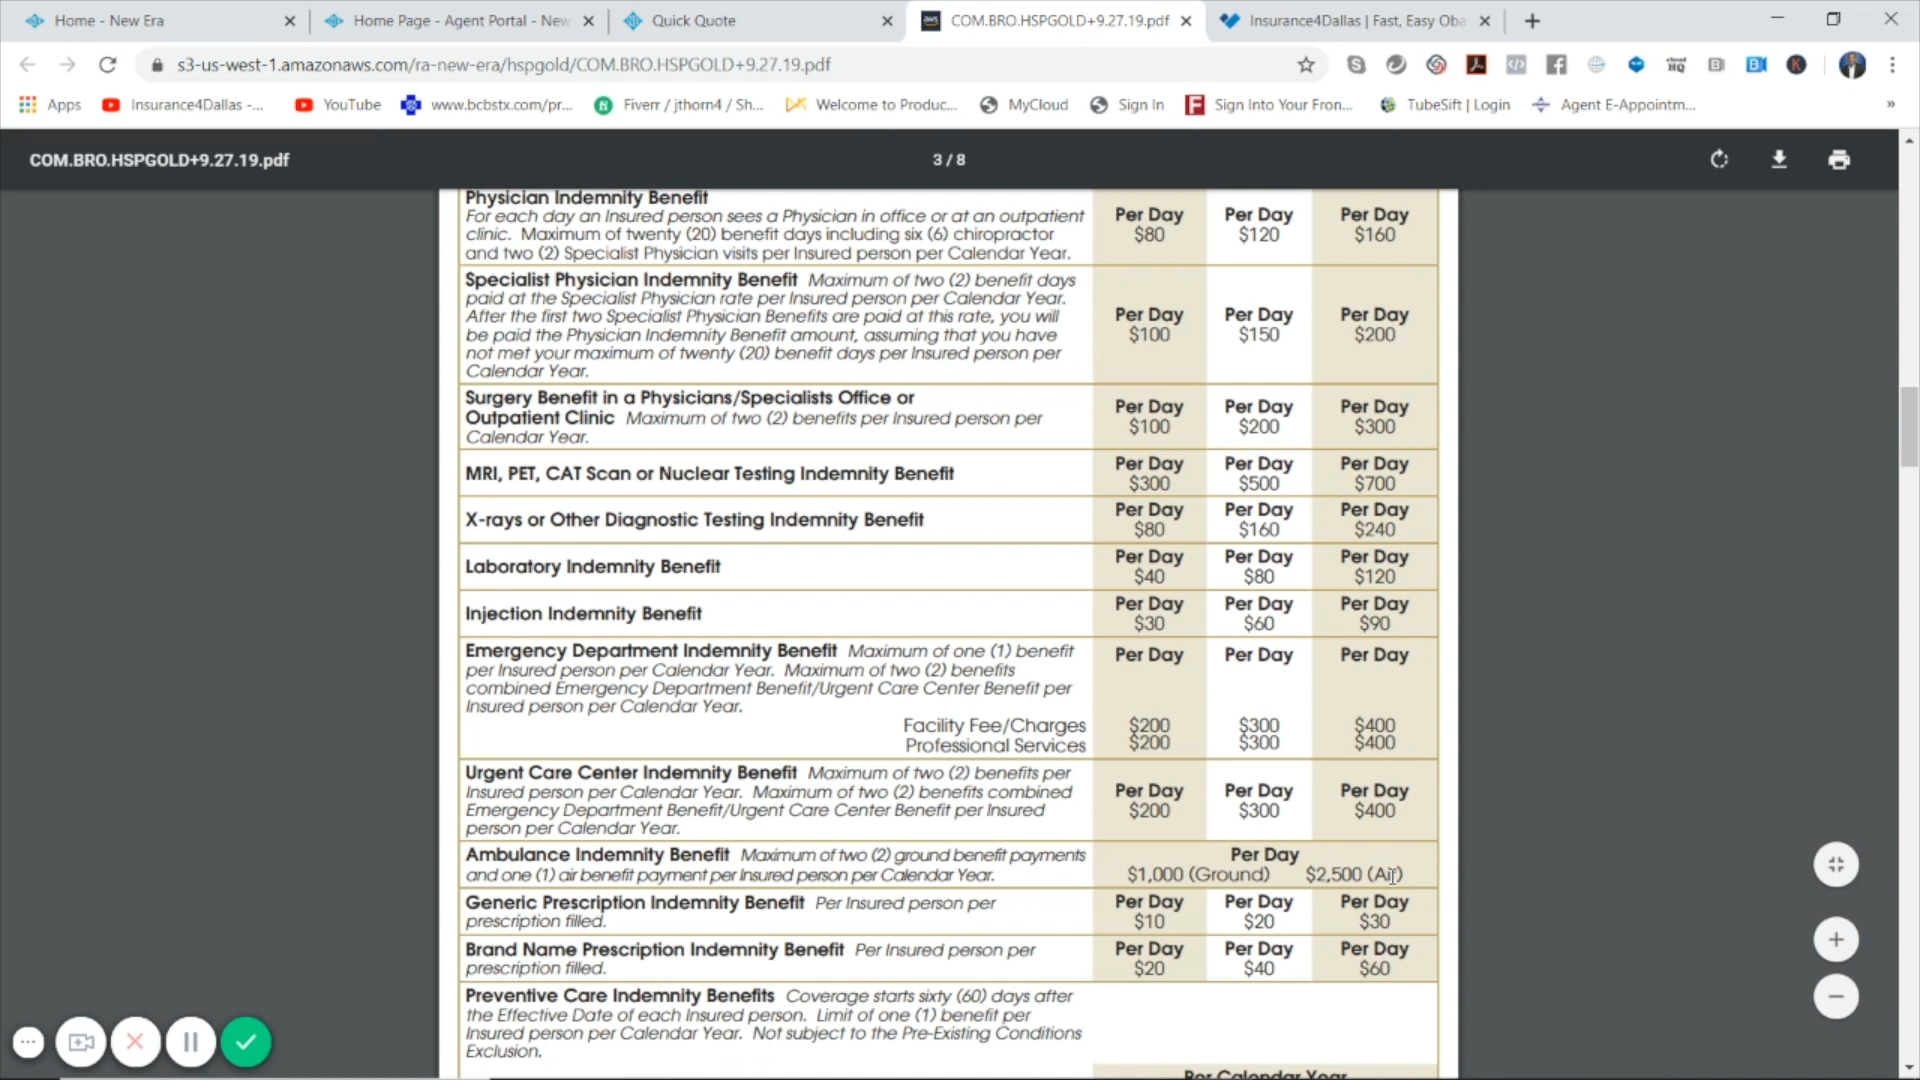 Home - New Era
Home Page - Agent Portal - New
Quick Quote
COM.BRO.HSPGOLD+9.27.19.pdf
Insurance4Dallas | Fast, Easy Oba
s3-us-west-1.amazonaws.com/ra-new-era/hspgold/COM.BRO.HSPGOLD+9.27.19.pdf
Apps
Insurance4Dallas -...
YouTube
www.bcbstx.com/pr...
Fiverr / jthorn4 / Sh...
Welcome to Produc...
MyCloud
Sign In
Sign Into Your Fron...
TubeSift | Login
Agent E-Appointm...
COM.BRO.HSPGOLD+9.27.19.pdf
3 / 8
Physician Indemnity Benefit
For each day an Insured person sees a Physician in office or at an outpatient
clinic. Maximum of twenty (20) benefit days including six (6) chiropractor
and two (2) Specialist Physician visits per Insured person per Calendar Year.
Per Day Per Day Per Day
$80 $120 $160
Specialist Physician Indemnity Benefit Maximum of two (2) benefit days
paid at the Specialist Physician rate per Insured person per Calendar Year.
After the first two Specialist Physician Benefits are paid at this rate, you will
be paid the Physician Indemnity Benefit amount, assuming that you have
not met your maximum of twenty (20) benefit days per Insured person per
Calendar Year.
Per Day Per Day Per Day
$100 $150 $200
Surgery Benefit in a Physicians/Specialists Office or
Outpatient Clinic Maximum of two (2) benefits per Insured person per
Calendar Year.
Per Day Per Day Per Day
$100 $200 $300
MRI, PET, CAT Scan or Nuclear Testing Indemnity Benefit
Per Day Per Day Per Day
$300 $500 $700
X-rays or Other Diagnostic Testing Indemnity Benefit
Per Day Per Day Per Day
$80 $160 $240
Laboratory Indemnity Benefit
Per Day Per Day Per Day
$40 $80 $120
Injection Indemnity Benefit
Per Day Per Day Per Day
$30 $60 $90
Emergency Department Indemnity Benefit Maximum of one (1) benefit
per Insured person per Calendar Year. Maximum of two (2) benefits
combined Emergency Department Benefit/Urgent Care Center Benefit per
Insured person per Calendar Year.
Per Day Per Day Per Day
Facility Fee/Charges $200 $300 $400
Professional Services $200 $300 $400
Urgent Care Center Indemnity Benefit Maximum of two (2) benefits per
Insured person per Calendar Year. Maximum of two (2) benefits combined
Emergency Department Benefit/Urgent Care Center Benefit per Insured
person per Calendar Year.
Per Day Per Day Per Day
$200 $300 $400
Ambulance Indemnity Benefit Maximum of two (2) ground benefit payments
and one (1) air benefit payment per Insured person per Calendar Year.
Per Day
$1,000 (Ground) $2,500 (Air)
Generic Prescription Indemnity Benefit Per Insured person per
prescription filled.
Per Day Per Day Per Day
$10 $20 $30
Brand Name Prescription Indemnity Benefit Per Insured person per
prescription filled.
Per Day Per Day Per Day
$20 $40 $60
Preventive Care Indemnity Benefits Coverage starts sixty (60) days after
the Effective Date of each Insured person. Limit of one (1) benefit per
Insured person per Calendar Year. Not subject to the Pre-Existing Conditions
Exclusion.
Per Calendar Year